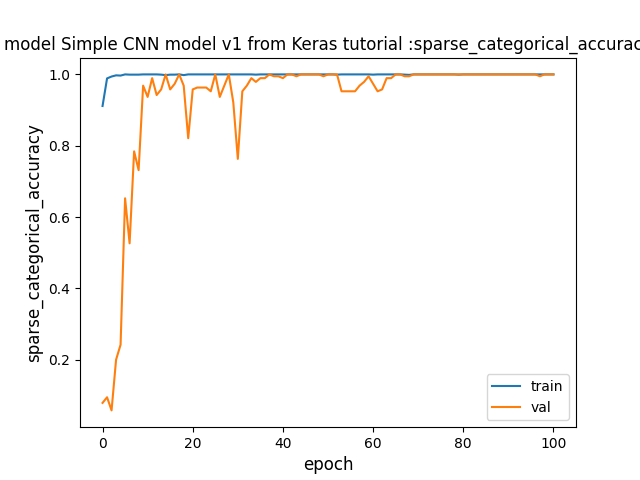 model Simple CNN model v1 from Keras tutorial :sparse_categorical_accurac
1.0
0.8
0.6
0.4
0.2
sparse_categorical_accuracy
0
20
40
60
80
100
epoch
train
val